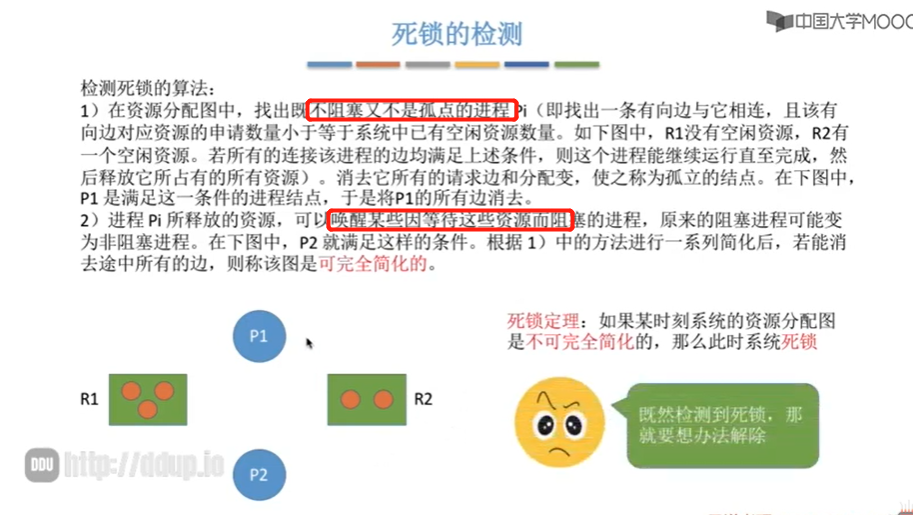 中国大学MOOC
死锁的检测
检测死锁的算法：
1）在资源分配图中，找出既不阻塞又不是孤点的进程 Pi（即找出一条有向边与它相连，且该有
向边对应资源的申请数量小于等于系统中已有空闲资源数量。如下图中，R1没有空闲资源，R2有
一个空闲资源。若所有的连接该进程的边均满足上述条件，则这个进程能继续运行直至完成，然
后释放它所占有的所有资源）。消去它所有的请求边和分配变，使之称为孤立的结点。在下图中，
P1 是满足这一条件的进程结点，于是将P1的所有边消去。
2）进程 Pi 所释放的资源，可以唤醒某些因等待这些资源而阻塞的进程，原来的阻塞进程可能变
为非阻塞进程。在下图中，P2 就满足这样的条件。根据 1）中的方法进行一系列简化后，若能消
去途中所有的边，则称该图是可完全简化的。
P1
死锁定理：如果某时刻系统的资源分配图
是不可完全简化的，那么此时系统死锁
R1
R2
既然检测到死锁，那
就要想办法解除
DDU http://ddup.io
P2